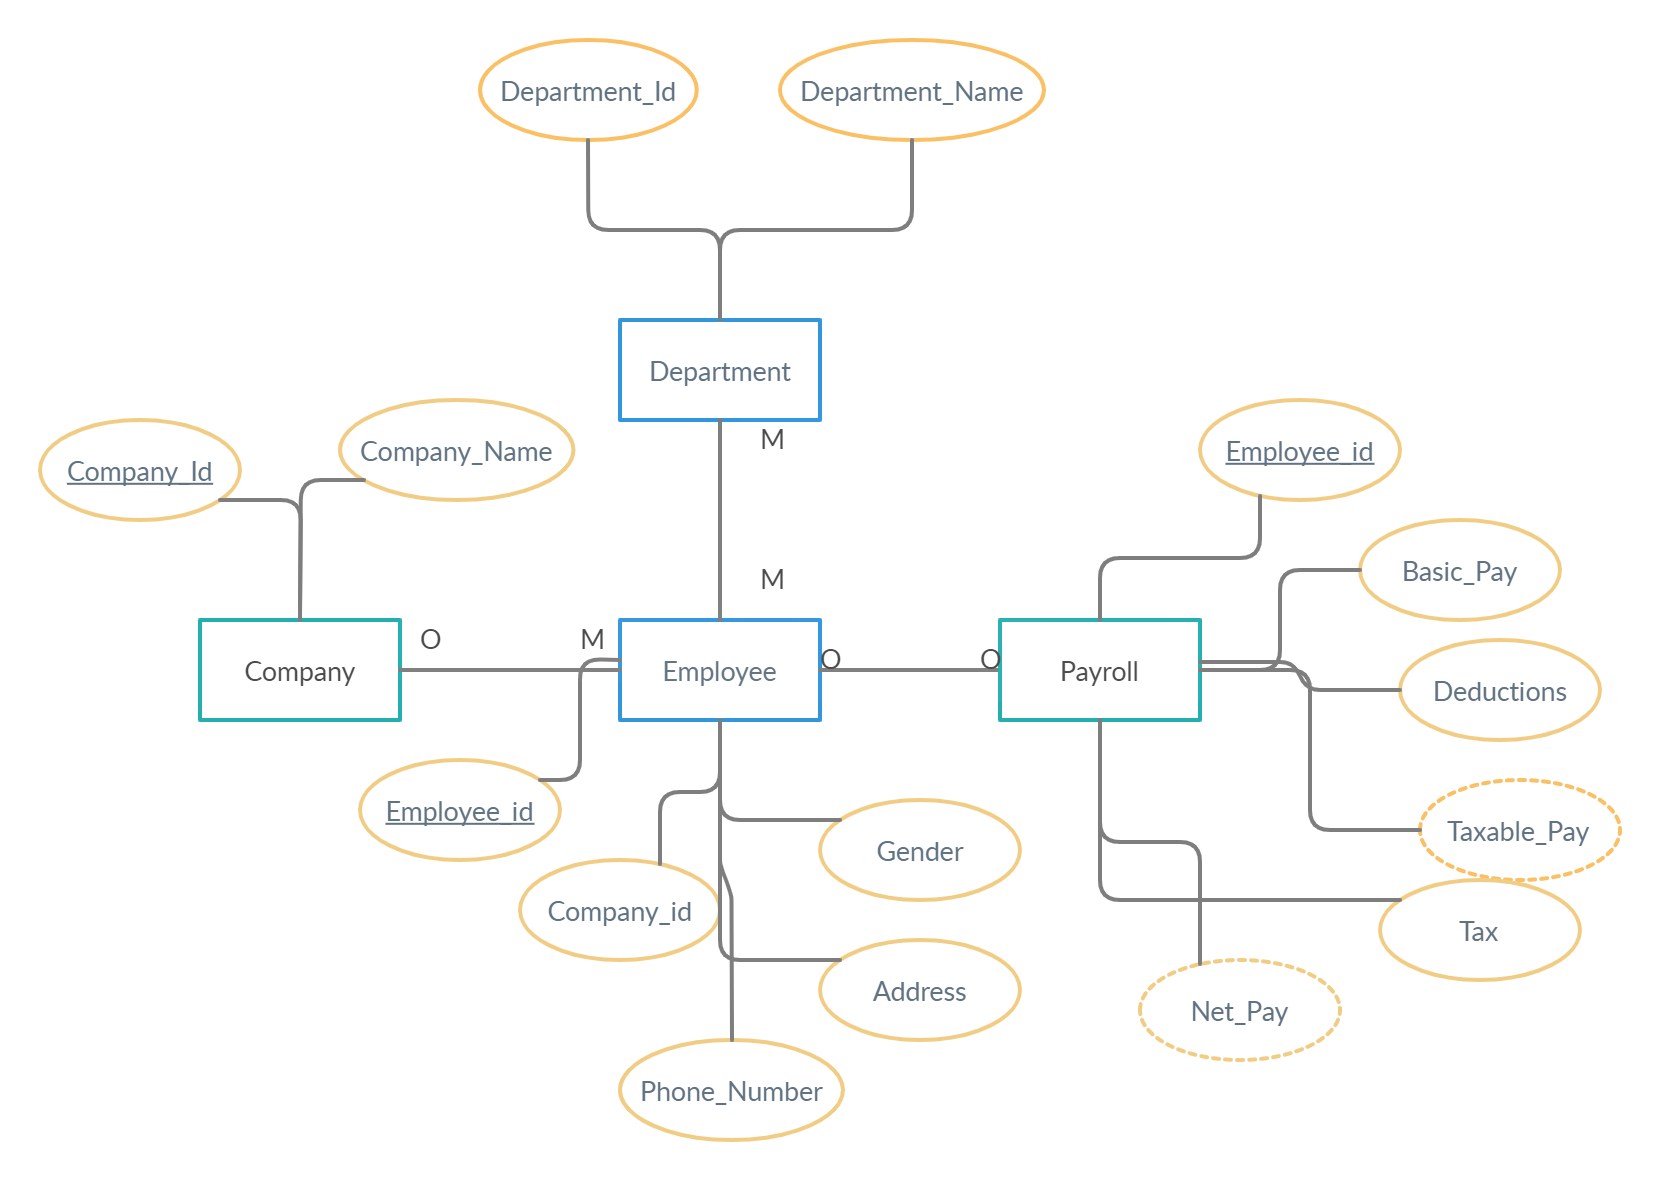 Department_Id
Department_Name
Department
M
Company_Id
Company_Name
Employee_id
Basic_Pay
M
O
M
Company
Employee
O
O
Payroll
Deductions
Employee_id
Gender
Taxable_Pay
Company_id
Tax
Address
Net_Pay
Phone_Number